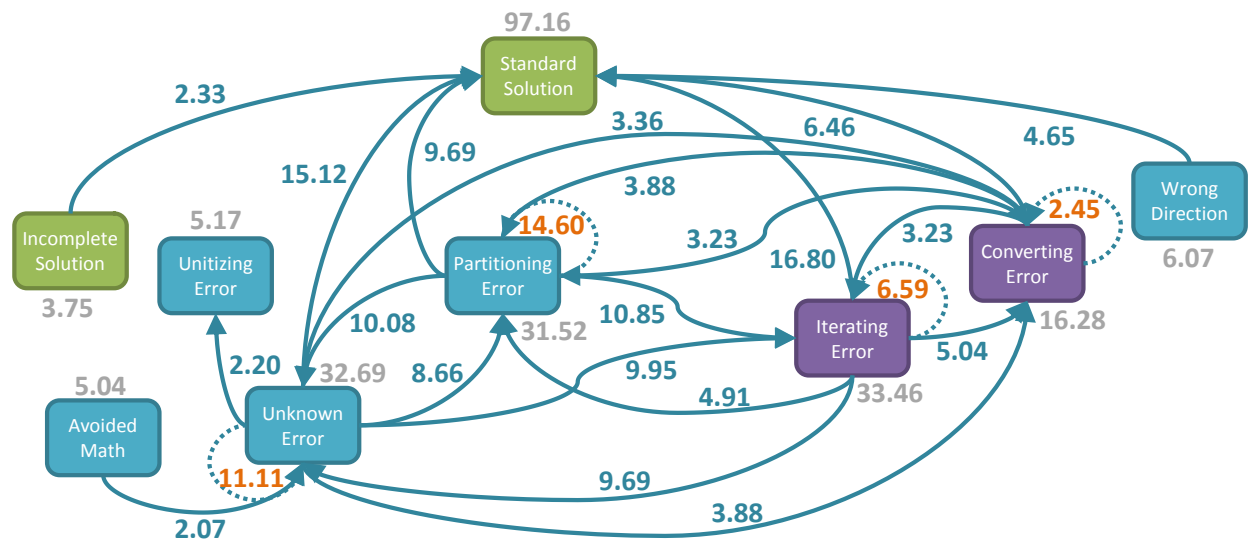 97.16
Standard
Solution
2.33
3.36
6.46
4.65
9.69
15.12
3.88
Wrong
Direction
2.45
14.60
5.17
Incomplete
Solution
Unitizing
Error
Partitioning
Error
3.23
3.23
Converting
Error
16.80
6.07
6.59
3.75
10.08
31.52
10.85
Iterating
Error
16.28
5.04
2.20
32.69
8.66
9.95
5.04
4.91
33.46
Avoided
Math
Unknown
Error
11.11
9.69
2.07
3.88